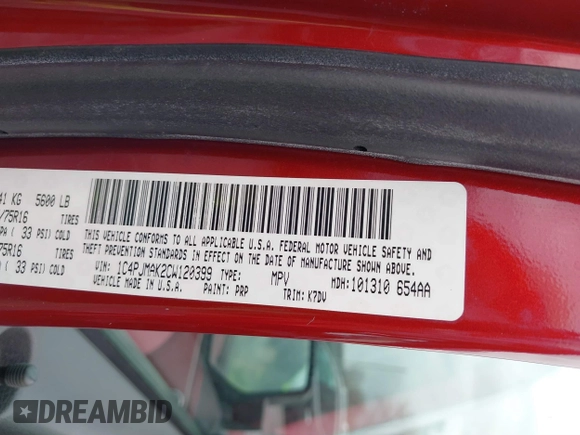 41 KG 5600 LB
/75R16 TIRES
PA ( 33 PSI) COLD
75R16 TIRES
( 33 PSI) COLD
THIS VEHICLE CONFORMS TO ALL APPLICABLE U.S.A. FEDERAL MOTOR VEHICLE SAFETY AND
THEFT PREVENTION STANDARDS IN EFFECT ON THE DATE OF MANUFACTURE SHOWN ABOVE.
VIN: 1C4PJMAK2CW120399 TYPE: MPV MDH: 101310 654AA
VEHICLE MADE IN U.S.A. PAINT: PRP TRIM: K7DV
DREAMBID